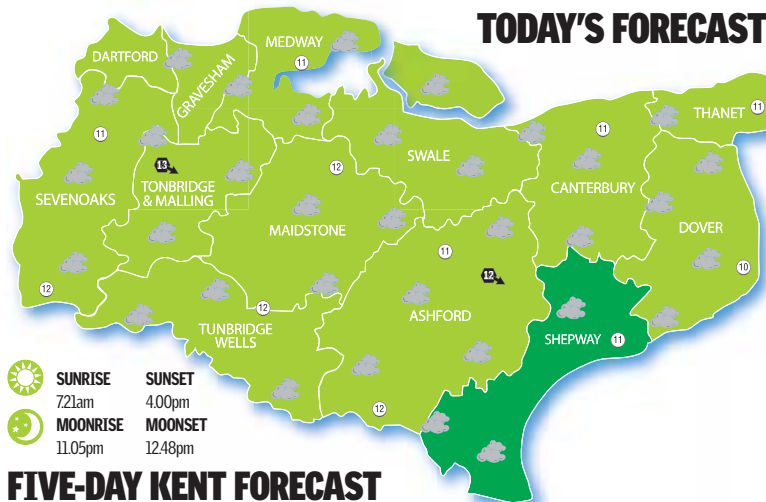 TODAY'S FORECAST
MEDWAY
DARTFORD
GRAVESHAM
11
11
THANET
11
11
SWALE
12
13
TONBRIDGE
& MALLING
CANTERBURY
SEVENOAKS
MAIDSTONE
DOVER
11
10
12
12
12
ASHFORD
TUNBRIDGE
WELLS
SHEPWAY
11
12
SUNRISE SUNSET
7.21am 4.00pm
MOONRISE MOONSET
11.05pm 12.48pm
FIVE-DAY KENT FORECAST